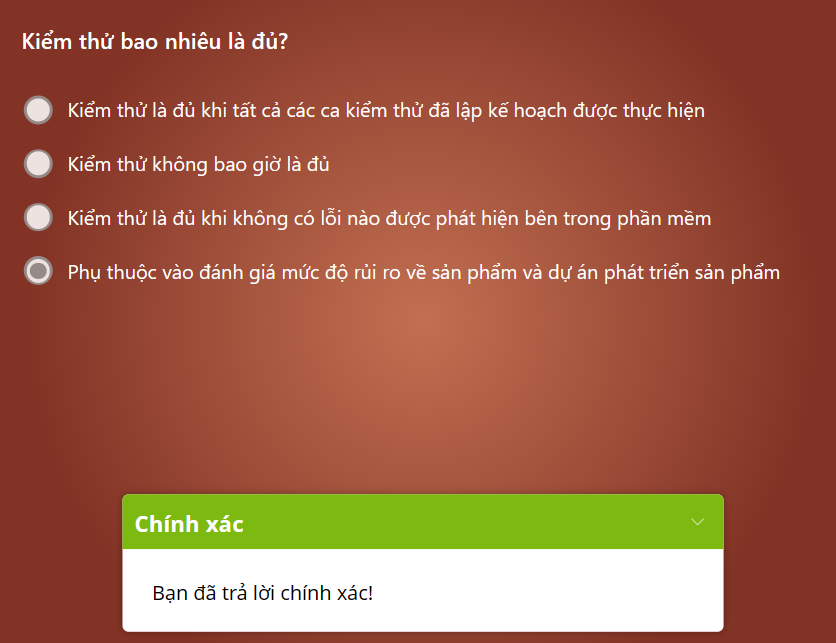 Kiểm thử bao nhiêu là đủ?
Kiểm thử là đủ khi tất cả các ca kiểm thử đã lập kế hoạch được thực hiện
Kiểm thử không bao giờ là đủ
Kiểm thử là đủ khi không có lỗi nào được phát hiện bên trong phần mềm
Phụ thuộc vào đánh giá mức độ rủi ro về sản phẩm và dự án phát triển sản phẩm
Chính xác
Bạn đã trả lời chính xác!